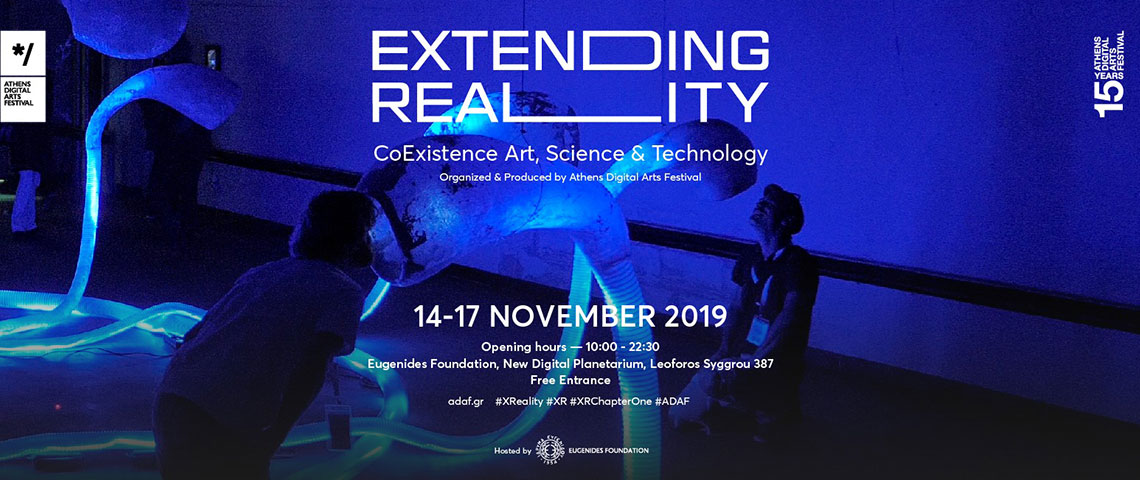 */
ATHENS
DIGITAL
ARTS
FESTIVAL
EXTENDING
REALITY
CoExistence Art, Science & Technology
Organized & Produced by Athens Digital Arts Festival
15 YEARS
ATHENS
DIGITAL
ARTS
FESTIVAL
14-17 NOVEMBER 2019
Opening hours — 10:00 - 22:30
Eugenides Foundation, New Digital Planetarium, Leoforos Syggrou 387
Free Entrance
adaf.gr #XReality #XR #XRChapterOne #ADAF
Hosted by
EUGENIDES FOUNDATION